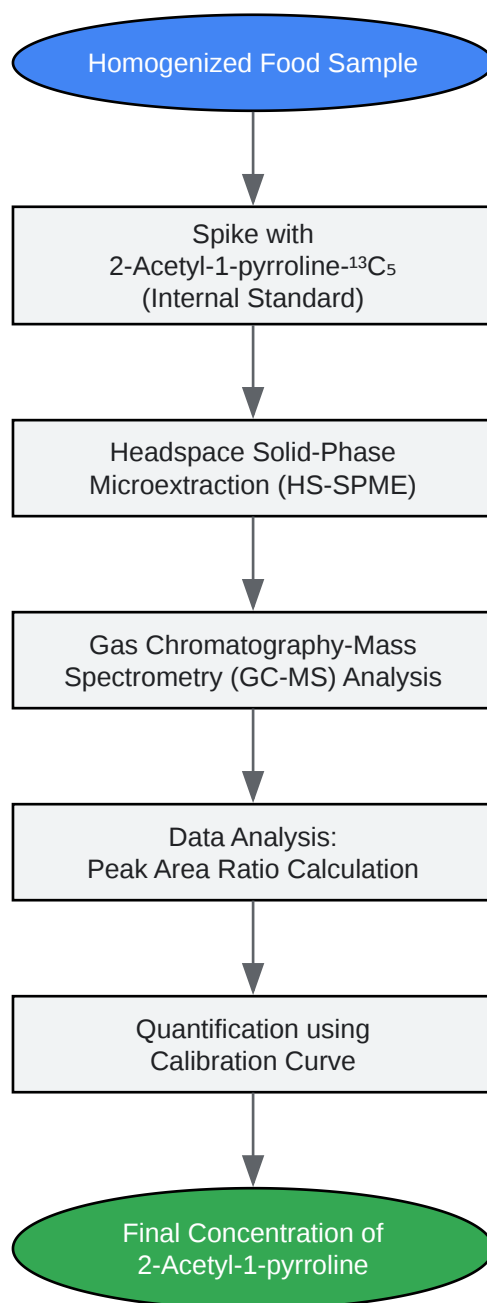 Homogenized Food Sample
Spike with
2-Acetyl-1-pyrroline-¹³C₅
(Internal Standard)
Headspace Solid-Phase
Microextraction (HS-SPME)
Gas Chromatography-Mass
Spectrometry (GC-MS) Analysis
Data Analysis:
Peak Area Ratio Calculation
Quantification using
Calibration Curve
Final Concentration of
2-Acetyl-1-pyrroline